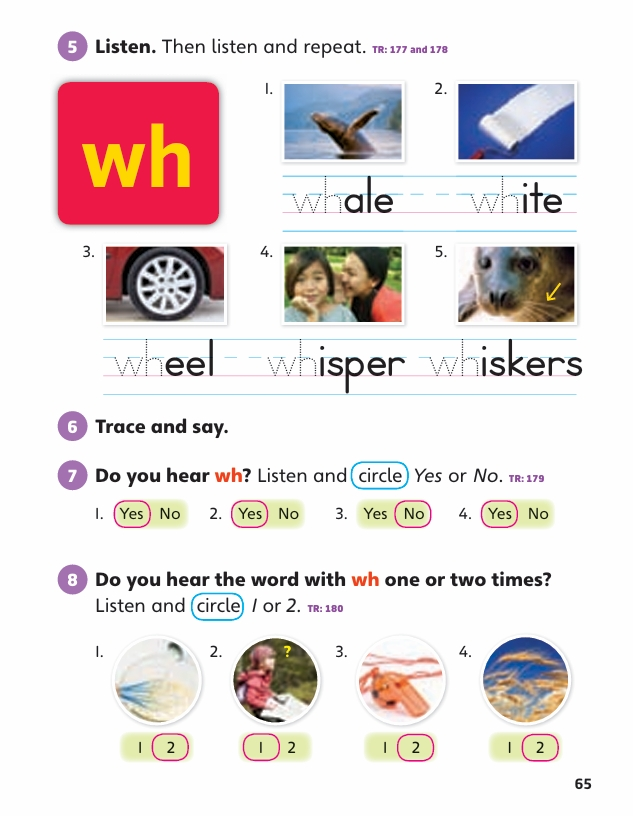 5 Listen. Then listen and repeat. TR: 177 and 178
wh
1. 2.
whale white
3. 4. 5.
wheel whisper whiskers
6 Trace and say.
7 Do you hear wh? Listen and circle Yes or No. TR: 179
1. Yes No 2. Yes No 3. Yes No 4. Yes No
8 Do you hear the word with wh one or two times?
Listen and circle 1 or 2. TR: 180
1. 2. ? 3. 4.
1 2 1 2 1 2 1 2
65